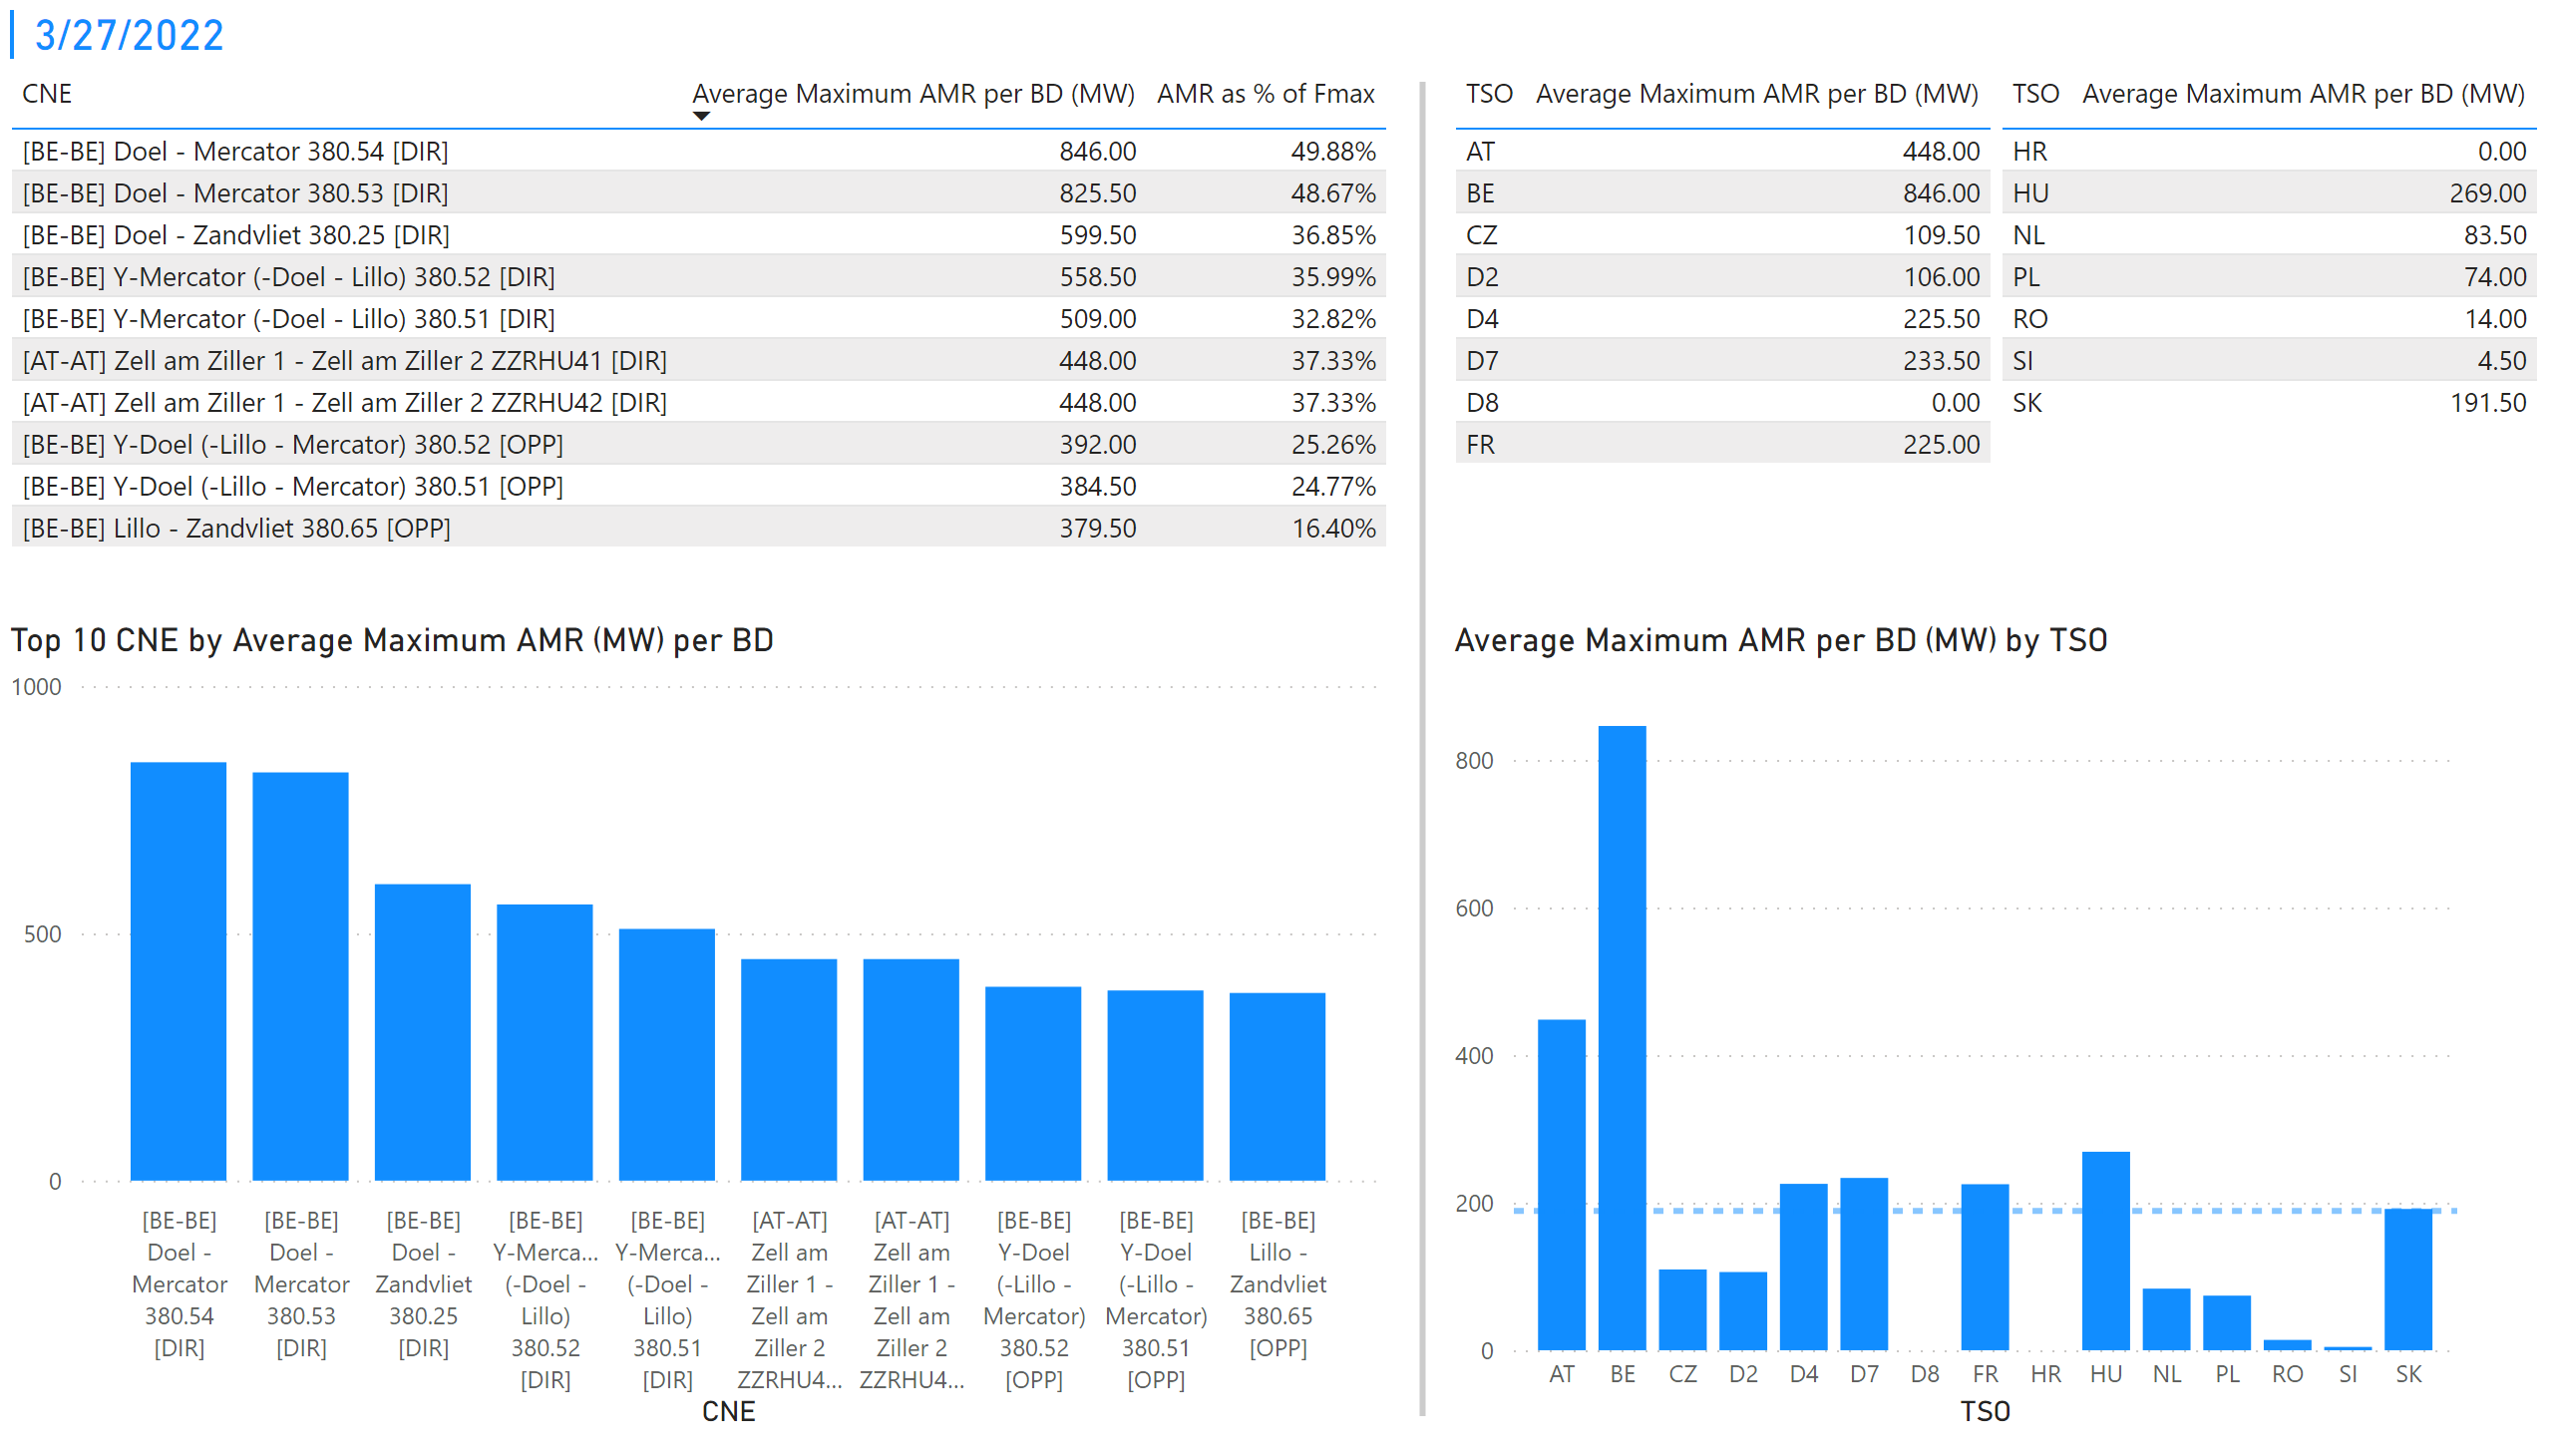 3/27/2022
CNE Average Maximum AMR per BD (MW) AMR as % of Fmax
[BE-BE] Doel - Mercator 380.54 [DIR] 846.00 49.88%
[BE-BE] Doel - Mercator 380.53 [DIR] 825.50 48.67%
[BE-BE] Doel - Zandvliet 380.25 [DIR] 599.50 36.85%
[BE-BE] Y-Mercator (-Doel - Lillo) 380.52 [DIR] 558.50 35.99%
[BE-BE] Y-Mercator (-Doel - Lillo) 380.51 [DIR] 509.00 32.82%
[AT-AT] Zell am Ziller 1 - Zell am Ziller 2 ZZRHU41 [DIR] 448.00 37.33%
[AT-AT] Zell am Ziller 1 - Zell am Ziller 2 ZZRHU42 [DIR] 448.00 37.33%
[BE-BE] Y-Doel (-Lillo - Mercator) 380.52 [OPP] 392.00 25.26%
[BE-BE] Y-Doel (-Lillo - Mercator) 380.51 [OPP] 384.50 24.77%
[BE-BE] Lillo - Zandvliet 380.65 [OPP] 379.50 16.40%
TSO Average Maximum AMR per BD (MW)
AT 448.00
BE 846.00
CZ 109.50
D2 106.00
D4 225.50
D7 233.50
D8 0.00
FR 225.00
TSO Average Maximum AMR per BD (MW)
HR 0.00
HU 269.00
NL 83.50
PL 74.00
RO 14.00
SI 4.50
SK 191.50
Top 10 CNE by Average Maximum AMR (MW) per BD
1000
500
0
[BE-BE] [BE-BE] [BE-BE] [BE-BE] [BE-BE] [AT-AT] [AT-AT] [BE-BE] [BE-BE] [BE-BE]
Doel - Doel - Doel - Y-Merca... Y-Merca... Zell am Zell am Y-Doel Y-Doel Lillo -
Mercator Mercator Zandvliet (-Doel - (-Doel - Ziller 1 - Ziller 1 - (-Lillo - (-Lillo - Zandvliet
380.54 380.53 380.25 Lillo) Lillo) Zell am Zell am Mercator) Mercator) 380.65
[DIR] [DIR] [DIR] 380.52 380.51 Ziller 2 Ziller 2 380.52 380.51 [OPP]
[DIR] [DIR] ZZRHU4... ZZRHU4... [OPP] [OPP]
CNE
Average Maximum AMR per BD (MW) by TSO
800
600
400
200
0
AT BE CZ D2 D4 D7 D8 FR HR HU NL PL RO SI SK
TSO